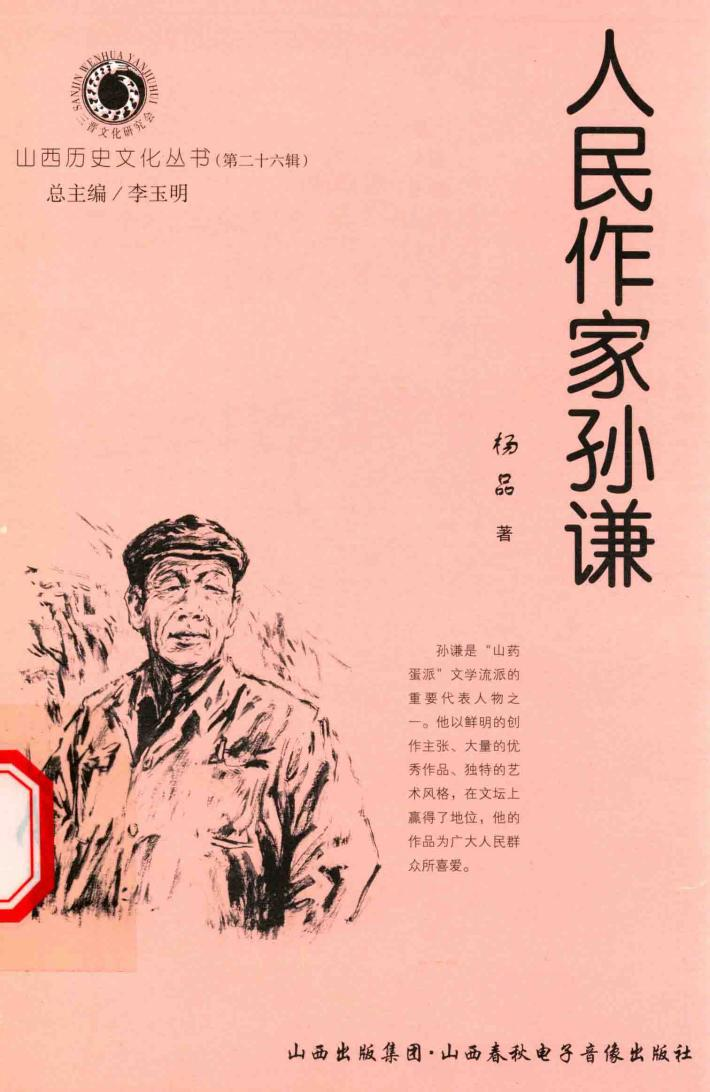 SANJIN WENHUA YANJIUHUI
三晋文化研究会
山西历史文化丛书(第二十六辑)
总主编/李玉明
人民作家孙谦
杨品 著
孙谦是“山药
蛋派”文学流派的
重要代表人物之
一。他以鲜明的创
作主张、大量的优
秀作品、独特的艺
术风格,在文坛上
赢得了地位,他的
作品为广大人民群
众所喜爱。
山西出版集团·山西春秋电子音像出版社